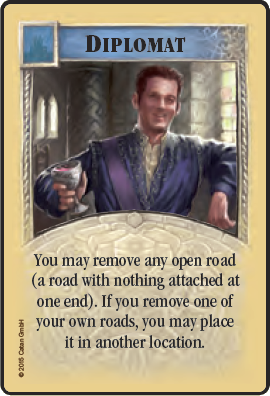 DIPLOMAT
You may remove any open road
(a road with nothing attached at
one end). If you remove one of
your own roads, you may place
it in another location.
© 2015 Catan GmbH